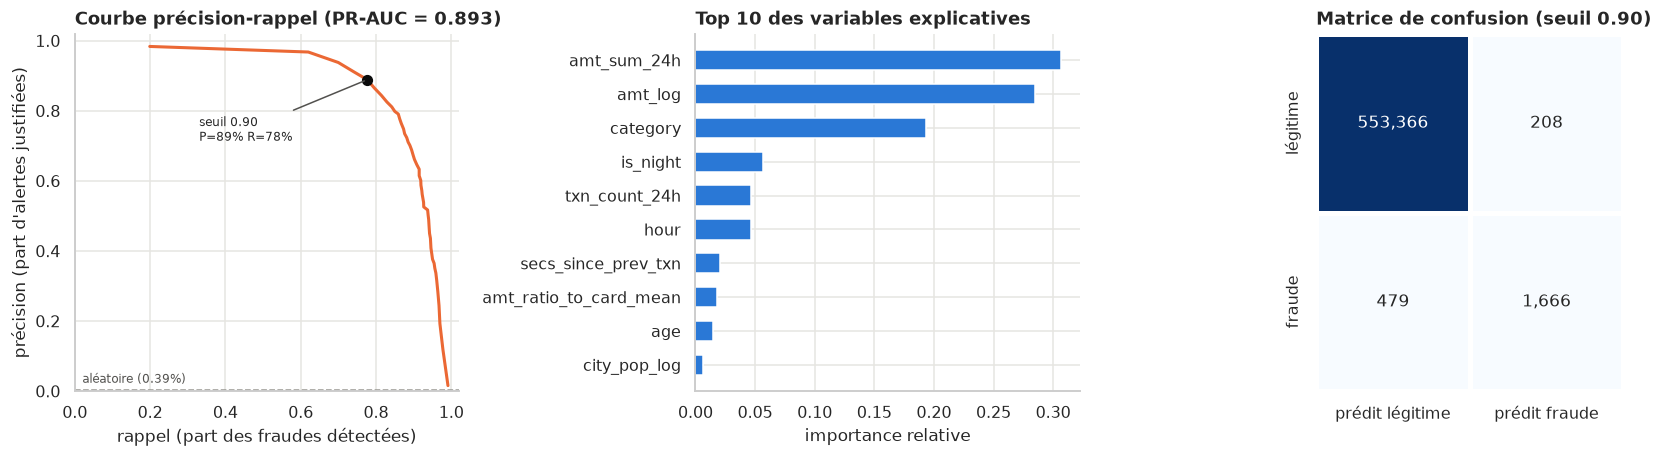 Courbe précision-rappel (PR-AUC = 0.893)
précision (part d'alertes justifiées)
1.0
0.8
0.6
0.4
0.2
0.0
seuil 0.90
P=89% R=78%
aléatoire (0.39%)
0.0 0.2 0.4 0.6 0.8 1.0
rappel (part des fraudes détectées)
Top 10 des variables explicatives
amt_sum_24h
amt_log
category
is_night
txn_count_24h
hour
secs_since_prev_txn
amt_ratio_to_card_mean
age
city_pop_log
0.00 0.05 0.10 0.15 0.20 0.25 0.30
importance relative
Matrice de confusion (seuil 0.90)
légitime
553,366 208
fraude
479 1,666
prédit légitime prédit fraude